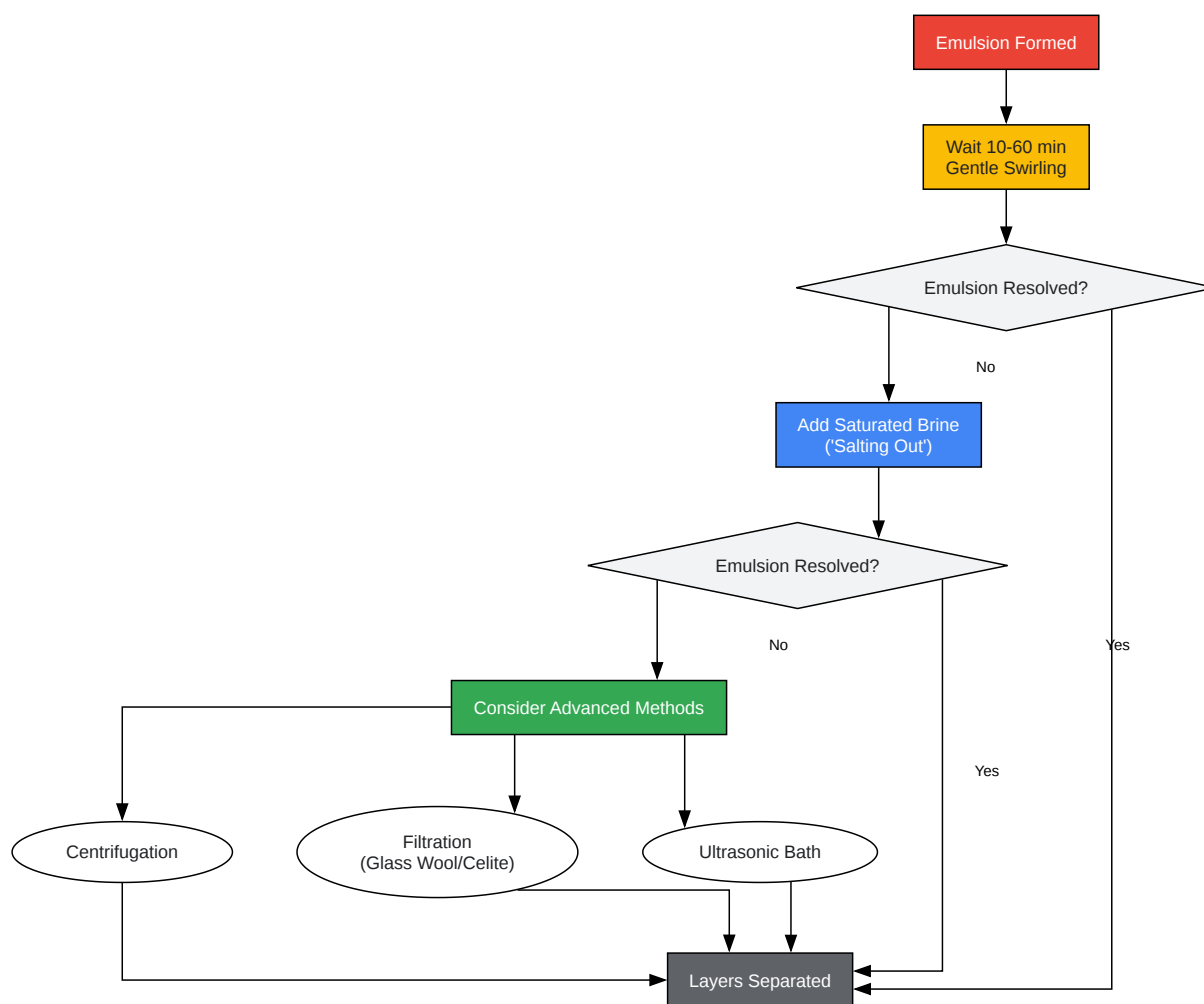 Emulsion Formed
Wait 10-60 min
Gentle Swirling
Emulsion Resolved?
No
Add Saturated Brine
('Salting Out')
Emulsion Resolved?
No
Yes
Consider Advanced Methods
Yes
Centrifugation
Filtration
(Glass Wool/Celite)
Ultrasonic Bath
Layers Separated